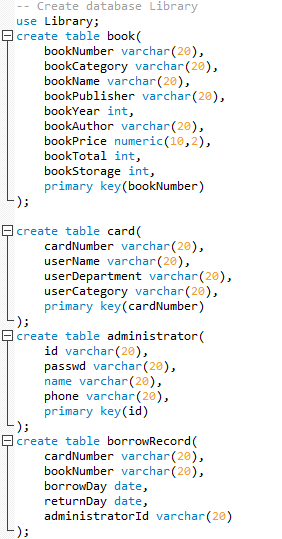 -- Create database Library
use Library;
create table book(
bookNumber varchar(20),
bookCategory varchar(20),
bookName varchar(20),
bookPublisher varchar(20),
bookYear int,
bookAuthor varchar(20),
bookPrice numeric(10,2),
bookTotal int,
bookStorage int,
primary key(bookNumber)
);
create table card(
cardNumber varchar(20),
userName varchar(20),
userDepartment varchar(20),
userCategory varchar(20),
primary key(cardNumber)
);
create table administrator(
id varchar(20),
passwd varchar(20),
name varchar(20),
phone varchar(20),
primary key(id)
);
create table borrowRecord(
cardNumber varchar(20),
bookNumber varchar(20),
borrowDay date,
returnDay date,
administratorId varchar(20)
);